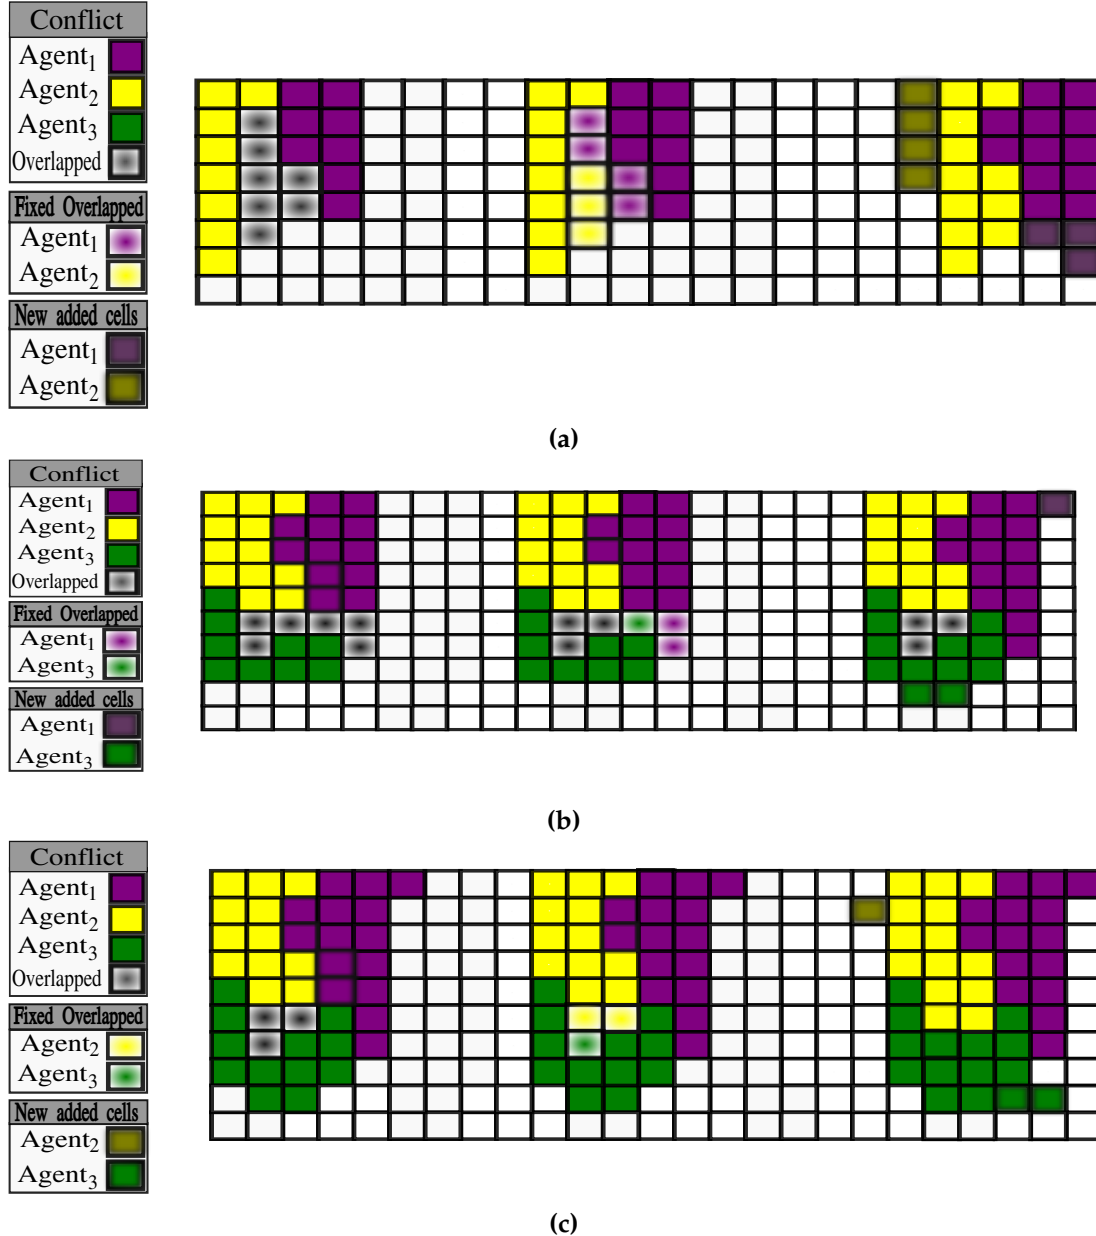 Conflict
Agent1
Agent2
Agent3
Overlapped
Fixed Overlapped
Agent1
Agent2
New added cells
Agent1
Agent2
(a)
Conflict
Agent1
Agent2
Agent3
Overlapped
Fixed Overlapped
Agent1
Agent3
New added cells
Agent1
Agent3
(b)
Conflict
Agent1
Agent2
Agent3
Overlapped
Fixed Overlapped
Agent2
Agent3
New added cells
Agent2
Agent3
(c)